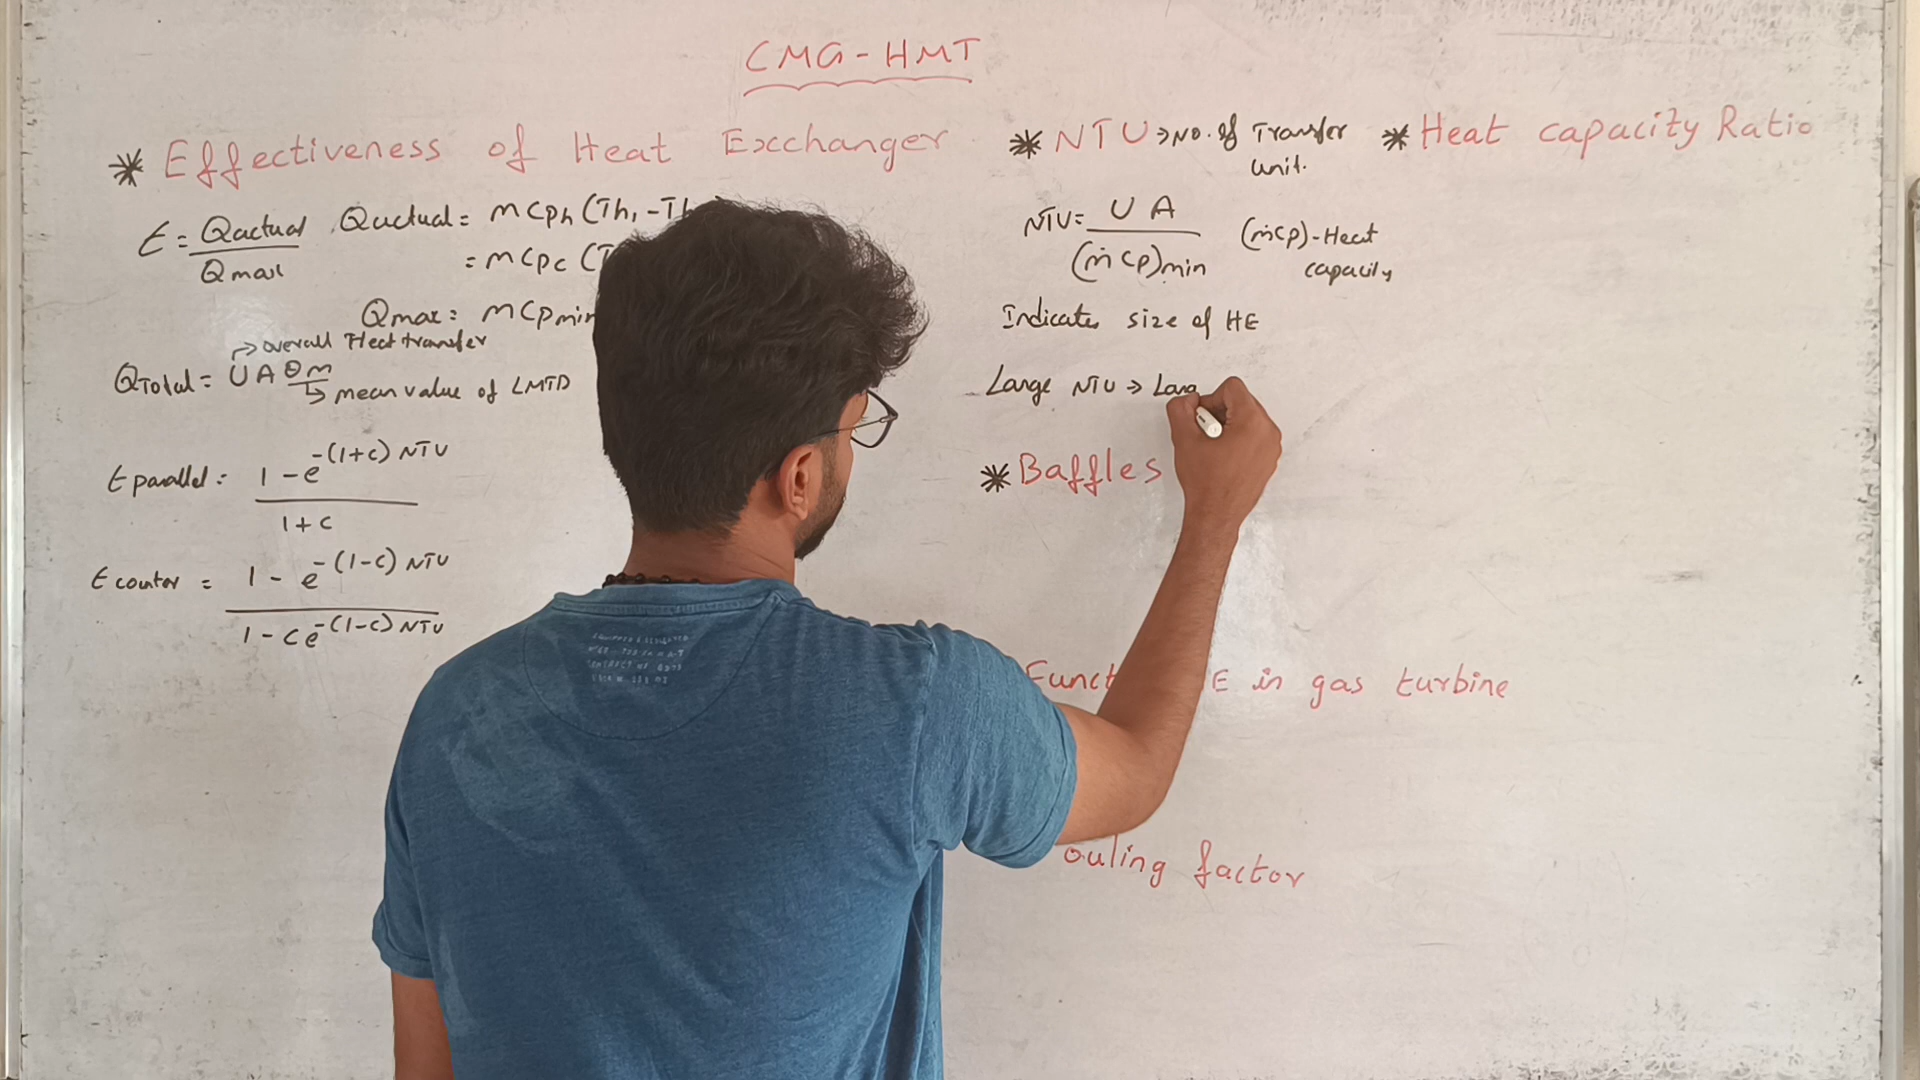 CMG-HMT
* Effectiveness of Heat Exchanger
ε = Qactual / Qmax , Qactual = mCph (Th1 - Th
= mCpc (T
Qmax = mCpmin
→ overall Heat transfer
QTotal = U A θm
↳ mean value of LMTD
ε parallel = 1 - e^-(1+c) NTU / 1+c
ε countor = 1 - e^-(1-c) NTU / 1 - ce^-(1-c) NTU
* NTU → No. of Transfer
unit.
NTU = U A / (ṁ Cp)min
(ṁcp) - Heat
capacity
Indicates size of HE
Large NTU → Larg
* Baffles
Funct E in gas turbine
ouling factor
* Heat capacity Ratio